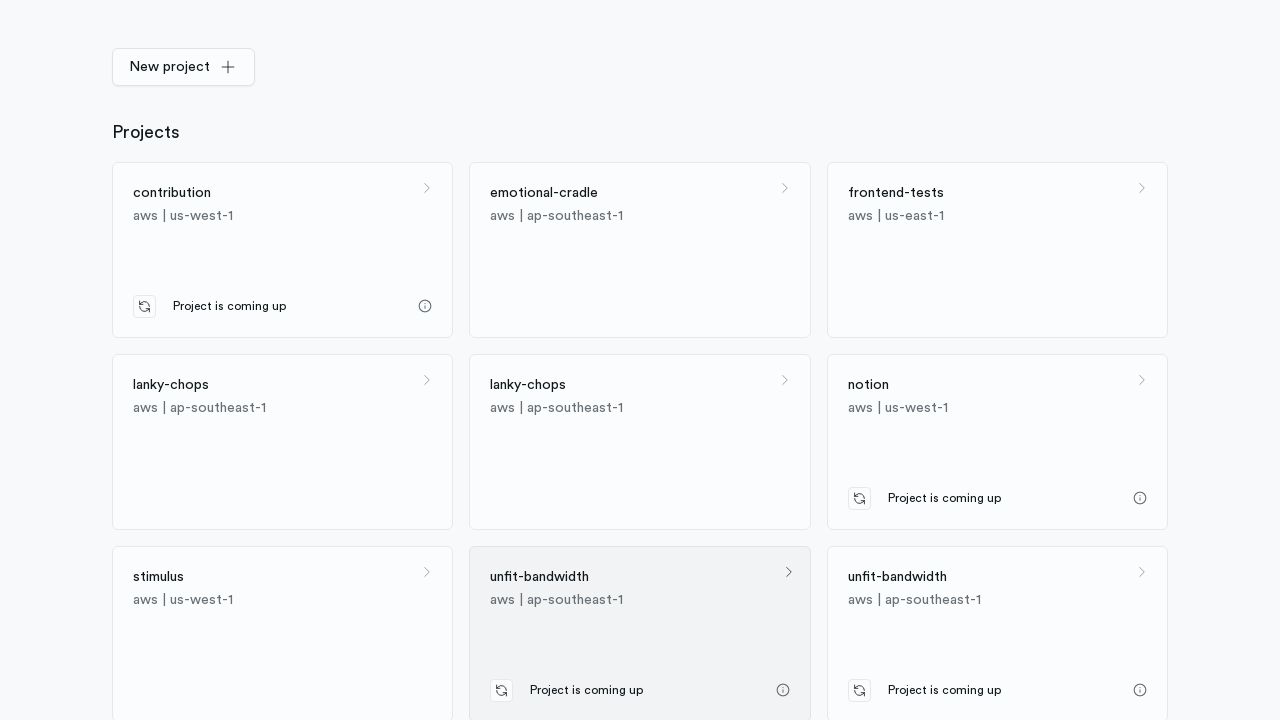 New project
Projects
contribution
aws | us-west-1
Project is coming up
emotional-cradle
aws | ap-southeast-1
frontend-tests
aws | us-east-1
lanky-chops
aws | ap-southeast-1
lanky-chops
aws | ap-southeast-1
notion
aws | us-west-1
Project is coming up
stimulus
aws | us-west-1
unfit-bandwidth
aws | ap-southeast-1
Project is coming up
unfit-bandwidth
aws | ap-southeast-1
Project is coming up